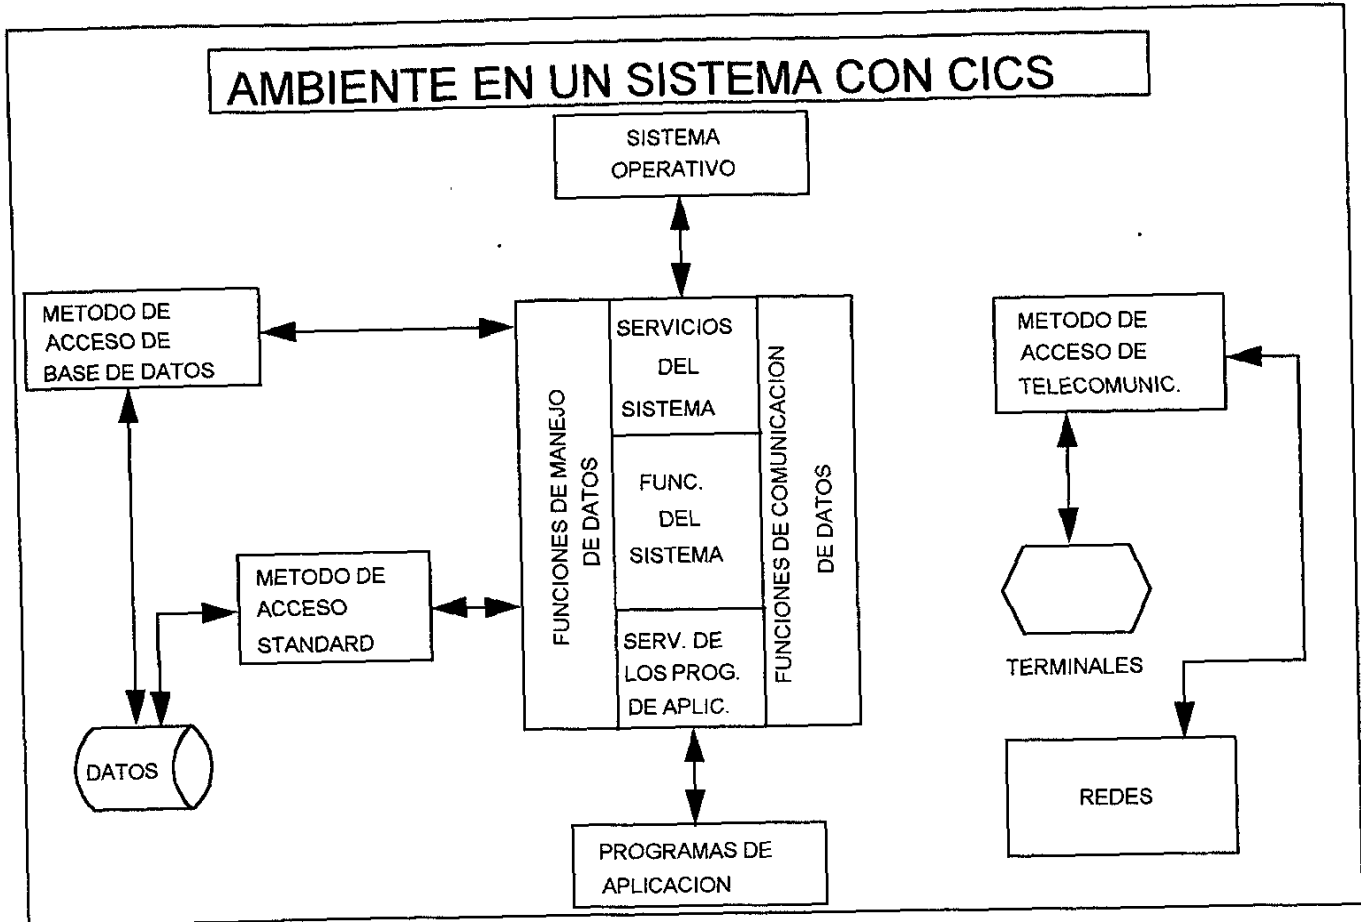 AMBIENTE EN UN SISTEMA CON CICS
SISTEMA
OPERATIVO
METODO DE
ACCESO DE
BASE DE DATOS
METODO DE
ACCESO
STANDARD
DATOS
FUNCIONES DE MANEJO
DE DATOS
SERVICIOS
DEL
SISTEMA
FUNC.
DEL
SISTEMA
SERV. DE
LOS PROG.
DE APLIC.
FUNCIONES DE COMUNICACION
DE DATOS
METODO DE
ACCESO DE
TELECOMUNIC.
TERMINALES
REDES
PROGRAMAS DE
APLICACION